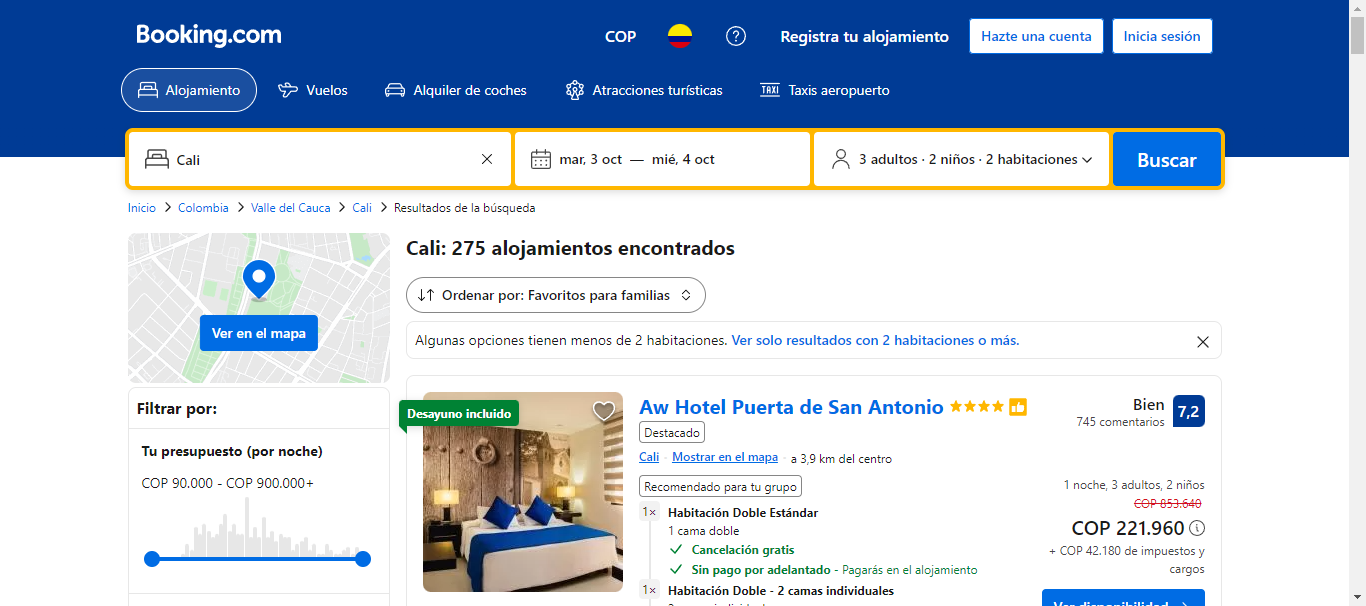 Booking.com
COP
Registra tu alojamiento
Hazte una cuenta
Inicia sesión
Alojamiento
Vuelos
Alquiler de coches
Atracciones turísticas
TAXI
Taxis aeropuerto
Cali
mar, 3 oct — mié, 4 oct
3 adultos · 2 niños · 2 habitaciones
Buscar
Inicio > Colombia > Valle del Cauca > Cali > Resultados de la búsqueda
Ver en el mapa
Filtrar por:
Tu presupuesto (por noche)
COP 90.000 - COP 900.000+
Cali: 275 alojamientos encontrados
Ordenar por: Favoritos para familias
Algunas opciones tienen menos de 2 habitaciones. Ver solo resultados con 2 habitaciones o más.
Desayuno incluido
Aw Hotel Puerta de San Antonio
Destacado
Cali · Mostrar en el mapa · a 3,9 km del centro
Recomendado para tu grupo
1× Habitación Doble Estándar
1 cama doble
Cancelación gratis
Sin pago por adelantado - Pagarás en el alojamiento
1× Habitación Doble - 2 camas individuales
Bien
745 comentarios
7,2
1 noche, 3 adultos, 2 niños
COP 853.640
COP 221.960
+ COP 42.180 de impuestos y
cargos
Ver disponibilidad